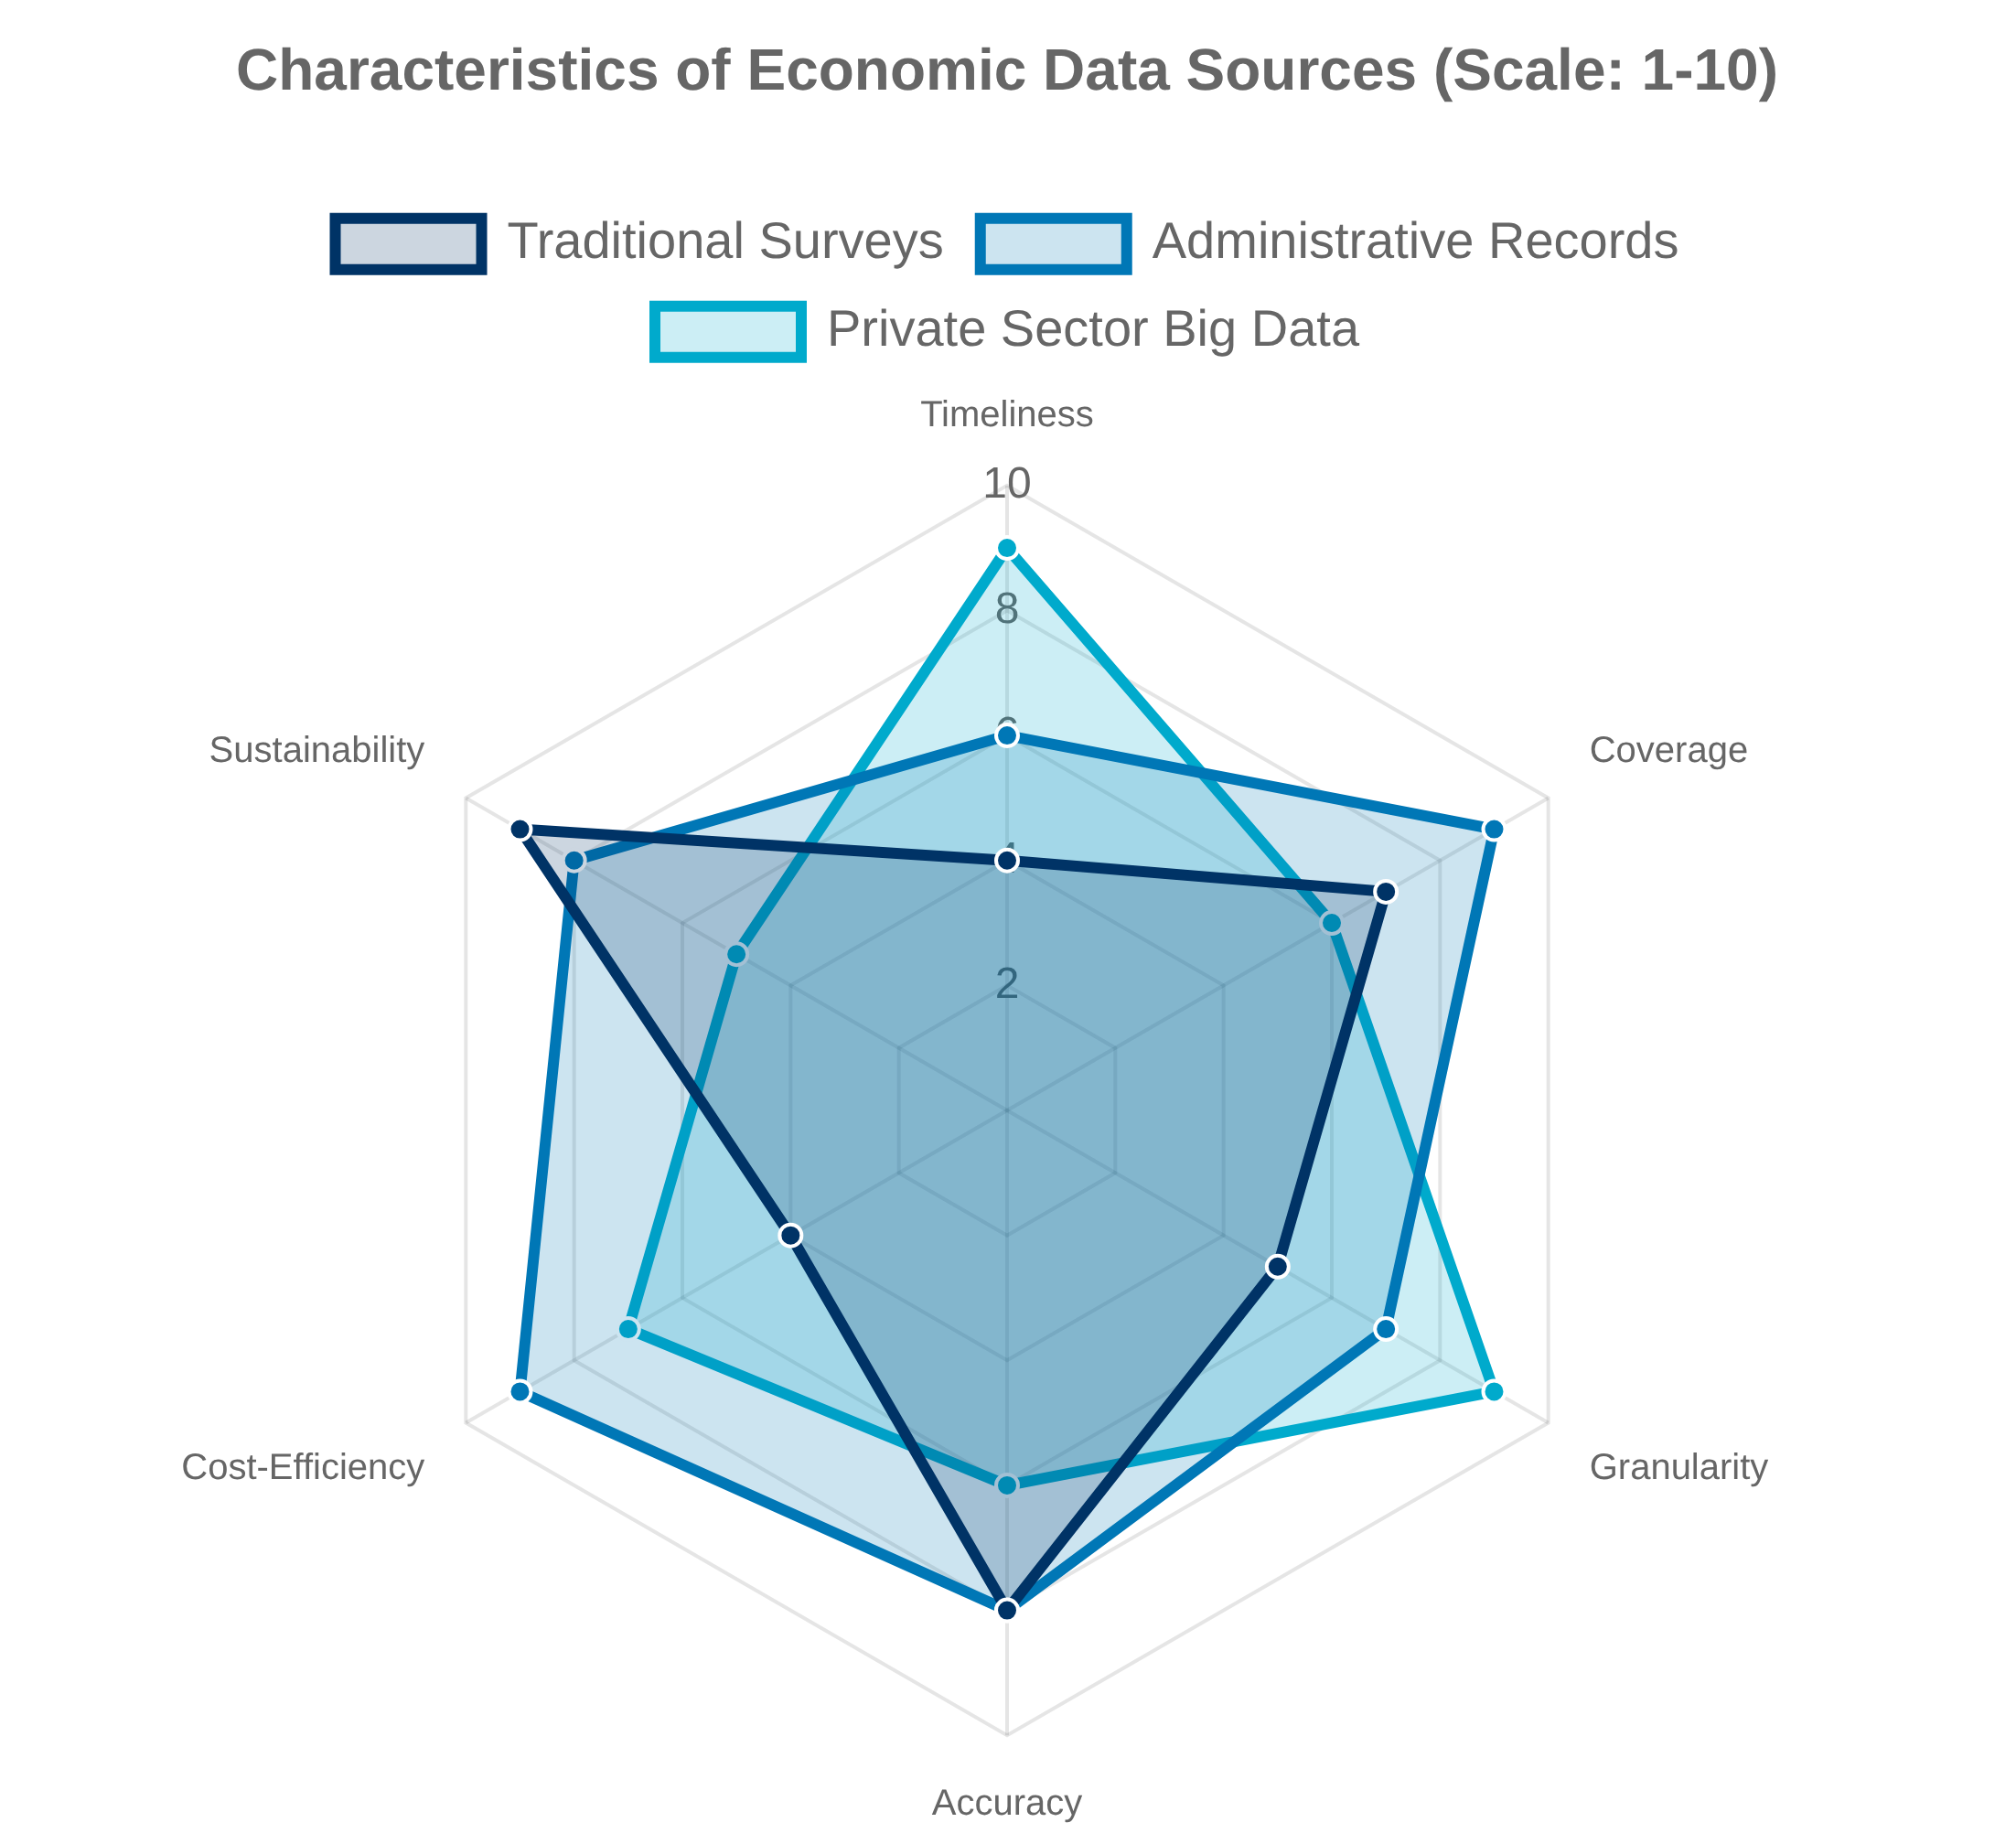 Characteristics of Economic Data Sources (Scale: 1-10)
Traditional Surveys Administrative Records
Private Sector Big Data
Timeliness
10
8
Sustainability Coverage
2
Cost-Efficiency Granularity
Accuracy